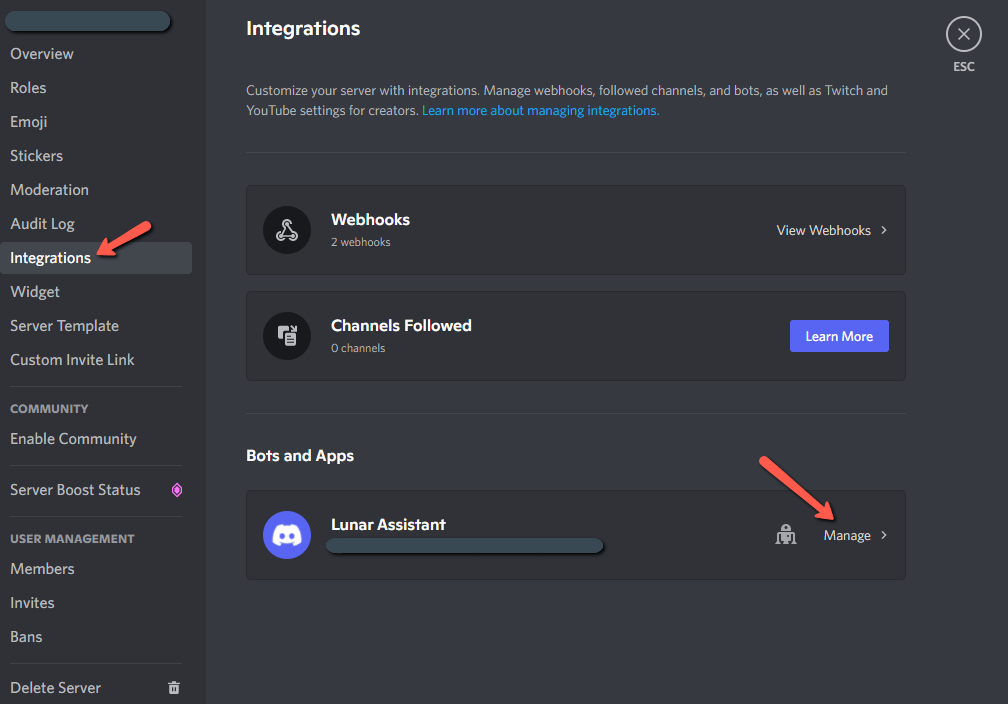 Overview
Roles
Emoji
Stickers
Moderation
Audit Log
Integrations
Widget
Server Template
Custom Invite Link
COMMUNITY
Enable Community
Server Boost Status
USER MANAGEMENT
Members
Invites
Bans
Delete Server
Integrations
ESC
Customize your server with integrations. Manage webhooks, followed channels, and bots, as well as Twitch and
YouTube settings for creators. Learn more about managing integrations.
Webhooks
2 webhooks
View Webhooks
Channels Followed
0 channels
Learn More
Bots and Apps
Lunar Assistant
Manage